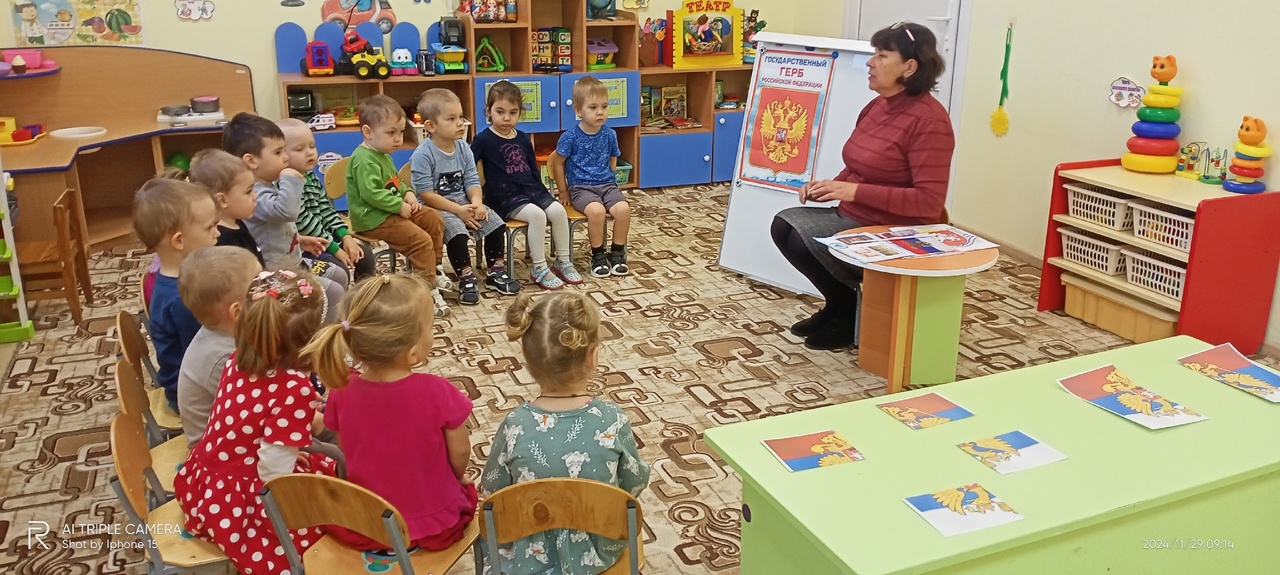 ТЕАТР
ГОСУДАРСТВЕННЫЙ
ГЕРБ
РОССИЙСКОЙ ФЕДЕРАЦИИ
AI TRIPLE CAMERA
Shot by Iphone 15
2024/11/29 09:14